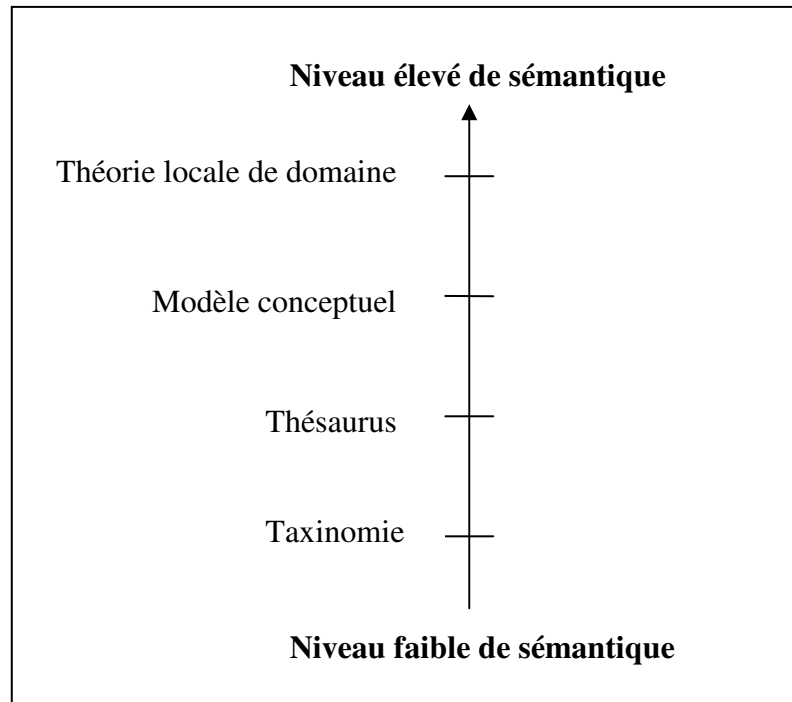 Niveau élevé de sémantique
Théorie locale de domaine
Modèle conceptuel
Thésaurus
Taxinomie
Niveau faible de sémantique